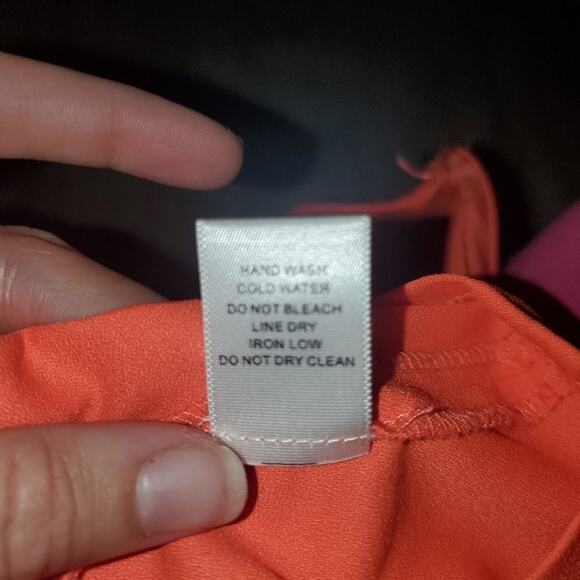 HAND WASH
COLD WATER
DO NOT BLEACH
LINE DRY
IRON LOW
DO NOT DRY CLEAN